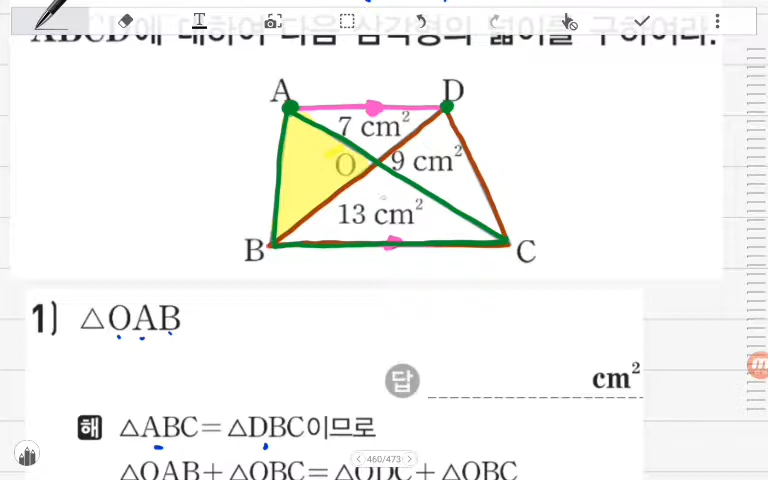 ABCD에 대하여 다음 삼각형의 넓이를 구하여라.
A D
7 cm²
O 9 cm²
13 cm²
B C
1) △OAB
답 cm²
해 △ABC=△DBC이므로
460/473
△OAB+△OBC=△ODC+△OBC